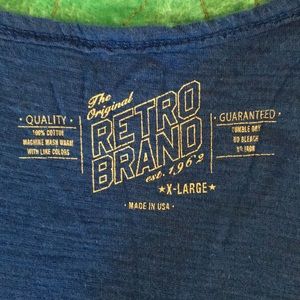 The
Original
RETRO
BRAND
est. 1962
★X-LARGE★
• MADE IN USA •
• QUALITY •
100% COTTON
MACHINE WASH WARM
WITH LIKE COLORS
• GUARANTEED •
TUMBLE DRY
NO BLEACH
NO IRON